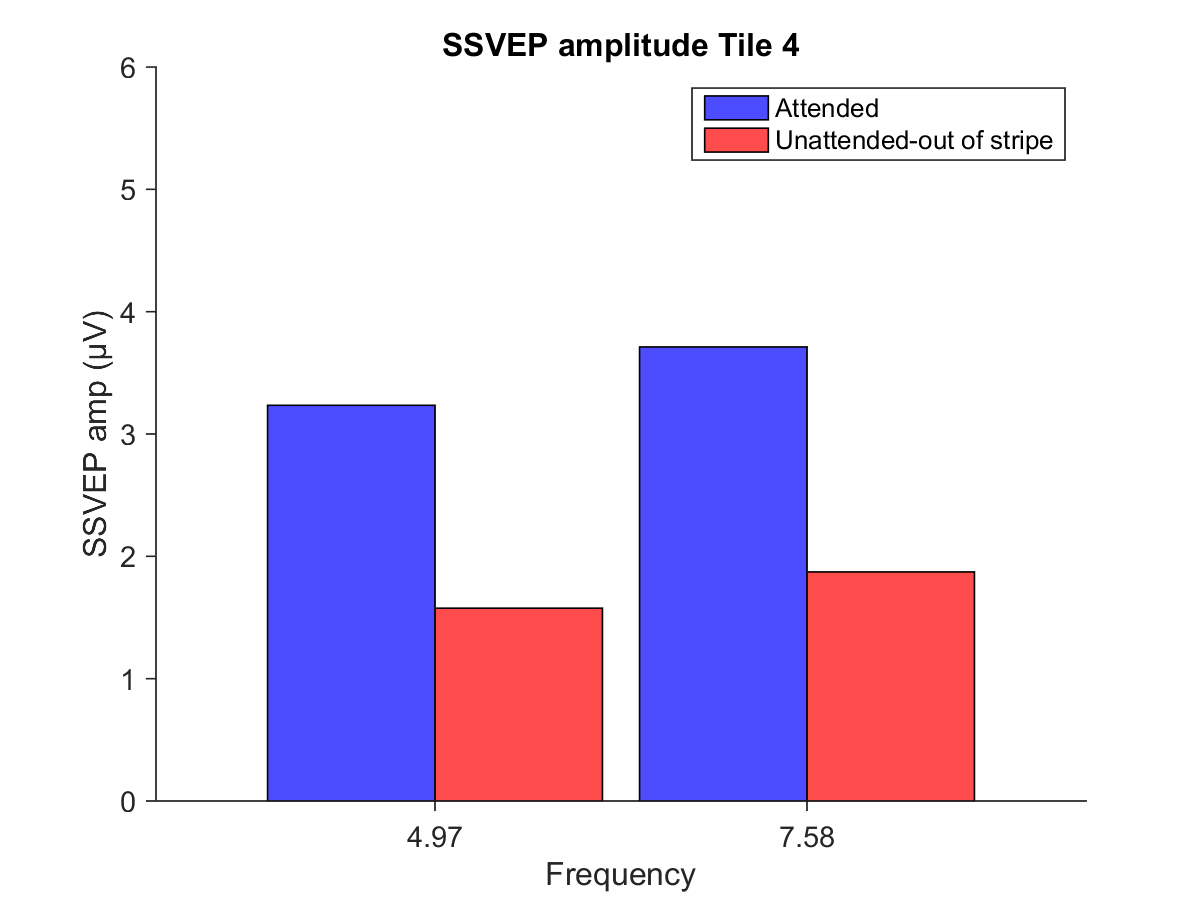 SSVEP amplitude Tile 4
Attended
Unattended-out of stripe
6
5
4
3
2
1
0
SSVEP amp (µV)
4.97
7.58
Frequency